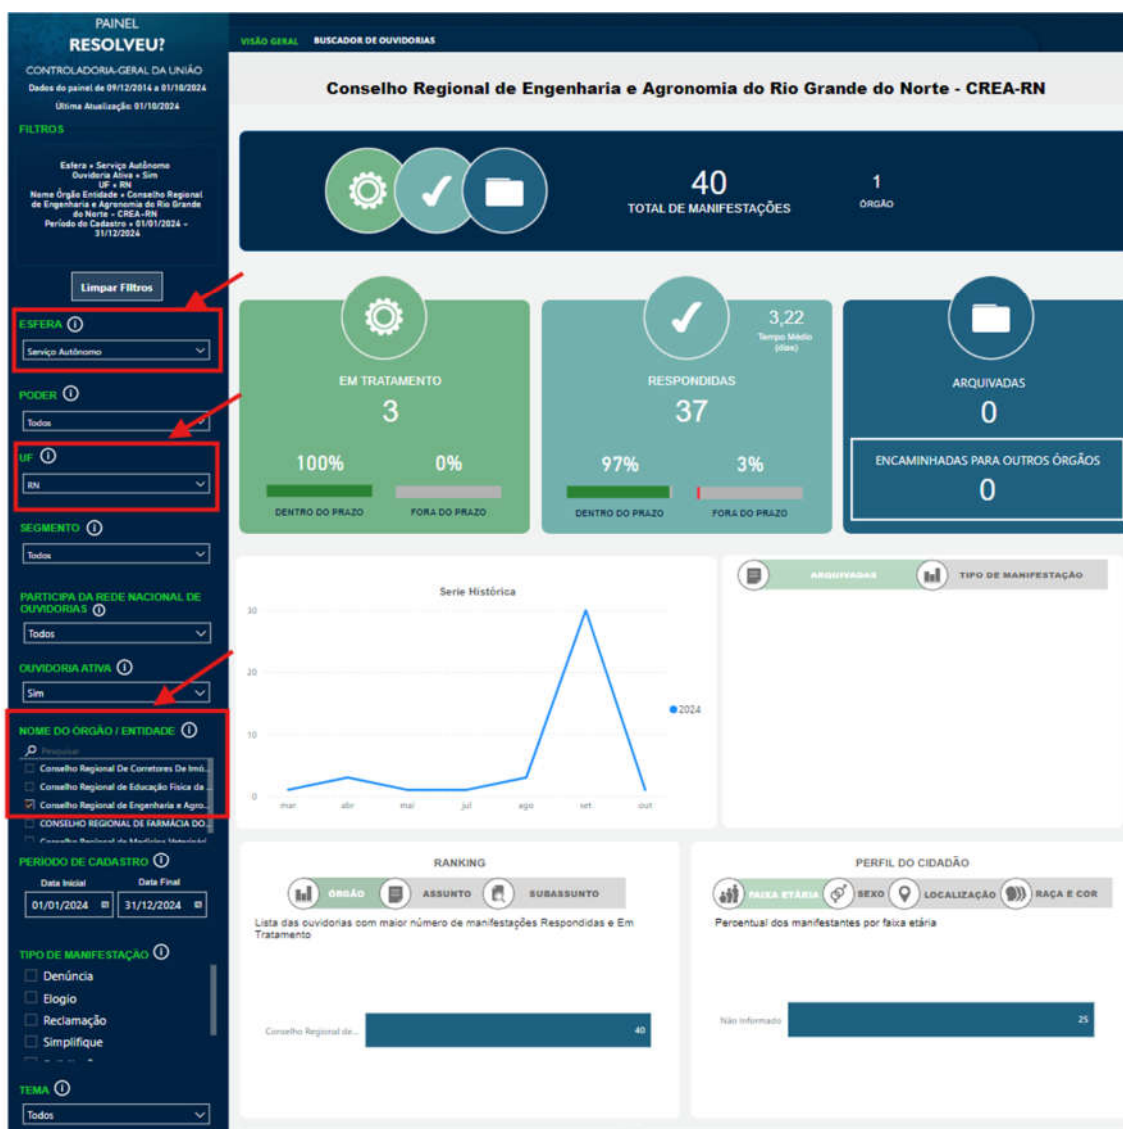 PAINEL
RESOLVEU?
CONTROLADORIA-GERAL DA UNIÃO
Dados do painel de 09/12/2014 a 01/10/2024
Última Atualização: 01/10/2024
FILTROS
Esfera • Serviço Autônomo
Ouvidoria Ativa • Sim
UF • RN
Nome Órgão Entidade • Conselho Regional
de Engenharia e Agronomia do Rio Grande
do Norte - CREA-RN
Período do Cadastro • 01/01/2024 -
31/12/2024
Limpar Filtros
ESFERA
Serviço Autônomo
PODER
Todos
UF
RN
SEGMENTO
Todos
PARTICIPA DA REDE NACIONAL DE
OUVIDORIAS
Todos
OUVIDORIA ATIVA
Sim
NOME DO ÓRGÃO / ENTIDADE
Pesquisar
Conselho Regional De Corretores De Imó...
Conselho Regional de Educação Física da ...
Conselho Regional de Engenharia e Agro...
CONSELHO REGIONAL DE FARMÁCIA DO...
PERÍODO DE CADASTRO
Data Inicial Data Final
01/01/2024 31/12/2024
TIPO DE MANIFESTAÇÃO
Denúncia
Elogio
Reclamação
Simplifique
TEMA
Todos
VISÃO GERAL BUSCADOR DE OUVIDORIAS
Conselho Regional de Engenharia e Agronomia do Rio Grande do Norte - CREA-RN
40
TOTAL DE MANIFESTAÇÕES
1
ÓRGÃO
EM TRATAMENTO
3
100% 0%
DENTRO DO PRAZO FORA DO PRAZO
3,22
Tempo Médio
(dias)
RESPONDIDAS
37
97% 3%
DENTRO DO PRAZO FORA DO PRAZO
ARQUIVADAS
0
ENCAMINHADAS PARA OUTROS ÓRGÃOS
0
Serie Histórica
30
20
10
0
mar abr mai jul ago set out
2024
ARQUIVADAS TIPO DE MANIFESTAÇÃO
RANKING
ÓRGÃO ASSUNTO SUBASSUNTO
Lista das ouvidorias com maior número de manifestações Respondidas e Em
Tratamento
Conselho Regional de... 40
PERFIL DO CIDADÃO
FAIXA ETÁRIA SEXO LOCALIZAÇÃO RAÇA E COR
Percentual dos manifestantes por faixa etária
Não Informado 25